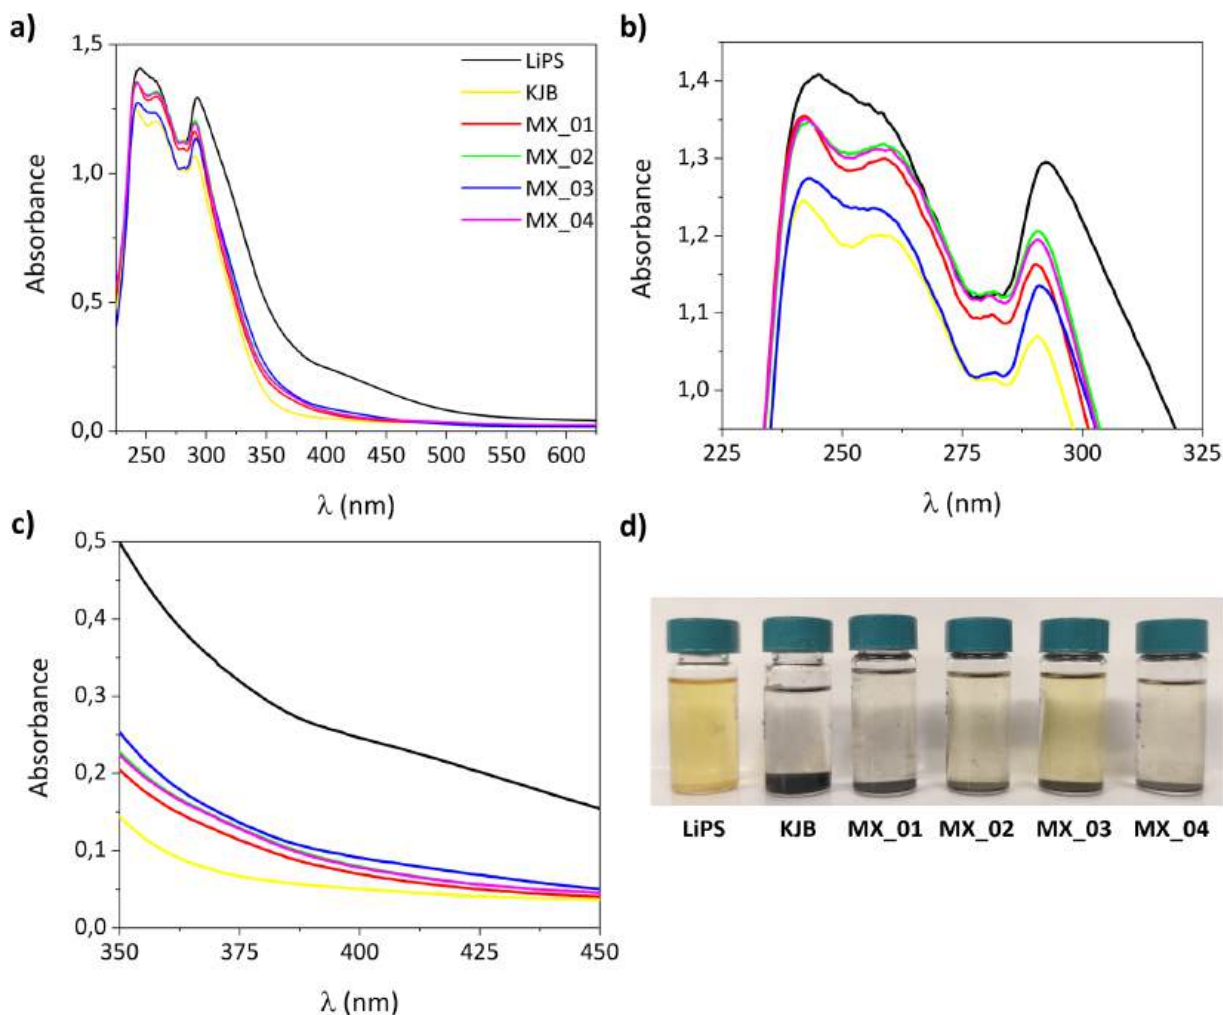 a)
1,5
1,0
0,5
0,0
Absorbance
250 300 350 400 450 500 550 600
λ (nm)
LiPS
KJB
MX_01
MX_02
MX_03
MX_04
b)
1,4
1,3
1,2
1,1
1,0
Absorbance
225 250 275 300 325
λ (nm)
c)
0,5
0,4
0,3
0,2
0,1
0,0
Absorbance
350 375 400 425 450
λ (nm)
d)
LiPS KJB MX_01 MX_02 MX_03 MX_04